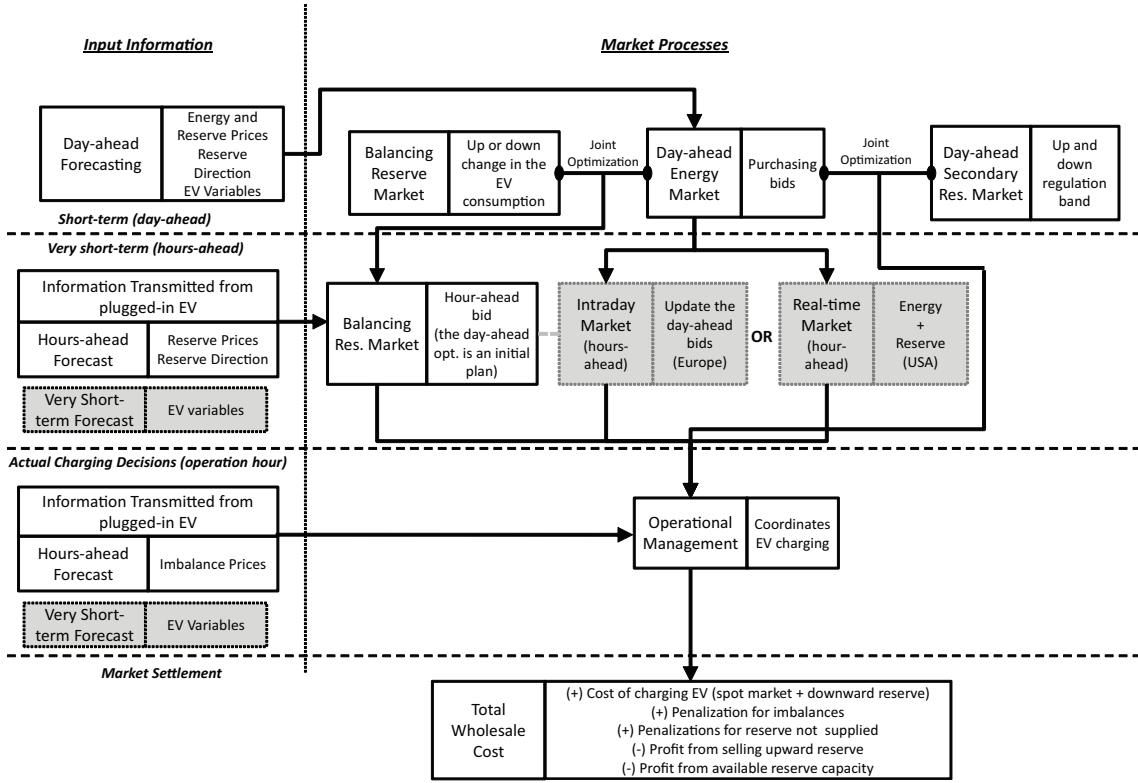 Input Information
Market Processes
Day-ahead
Forecasting
Energy and
Reserve Prices
Reserve
Direction
EV Variables
Balancing
Reserve
Market
Up or down
change in the
EV
consumption
Joint
Optimization
Day-ahead
Energy
Market
Purchasing
bids
Joint
Optimization
Day-ahead
Secondary
Res. Market
Up and
down
regulation
band
Short-term (day-ahead)
Very short-term (hours-ahead)
Information Transmitted from
plugged-in EV
Hours-ahead
Forecast
Reserve Prices
Reserve Direction
Very Short-
term Forecast
EV variables
Balancing
Res. Market
Hour-ahead
bid
(the day-ahead
opt. is an initial
plan)
Intraday
Market
(hours-
ahead)
Update the
day-ahead
bids
(Europe)
OR
Real-time
Market
(hour-
ahead)
Energy
+
Reserve
(USA)
Actual Charging Decisions (operation hour)
Information Transmitted from
plugged-in EV
Hours-ahead
Forecast
Imbalance Prices
Very Short-
term Forecast
EV Variables
Operational
Management
Coordinates
EV charging
Market Settlement
Total
Wholesale
Cost
(+) Cost of charging EV (spot market + downward reserve)
(+) Penalization for imbalances
(+) Penalizations for reserve not supplied
(-) Profit from selling upward reserve
(-) Profit from available reserve capacity